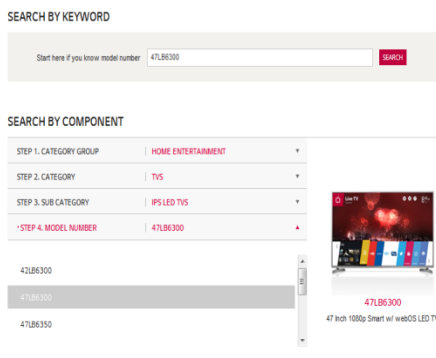 SEARCH BY KEYWORD
Start here if you know model number 47LB6300 SEARCH
SEARCH BY COMPONENT
STEP 1. CATEGORY GROUP HOME ENTERTAINMENT
STEP 2. CATEGORY TVS
STEP 3. SUB CATEGORY IPS LED TVS
*STEP 4. MODEL NUMBER 47LB6300
42LB6300
47LB6300
47LB6350
Live TV
47LB6300
47 Inch 1080p Smart w/ webOS LED TV